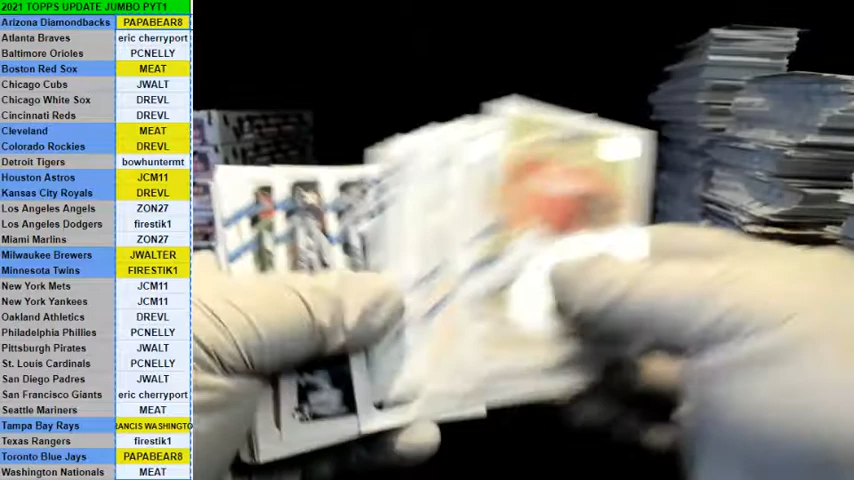 2021 TOPPS UPDATE JUMBO PYT1
Arizona Diamondbacks PAPABEAR8
Atlanta Braves eric cherryport
Baltimore Orioles PCNELLY
Boston Red Sox MEAT
Chicago Cubs JWALT
Chicago White Sox DREVL
Cincinnati Reds DREVL
Cleveland MEAT
Colorado Rockies DREVL
Detroit Tigers bowhuntermt
Houston Astros JCM11
Kansas City Royals DREVL
Los Angeles Angels ZON27
Los Angeles Dodgers firestik1
Miami Marlins ZON27
Milwaukee Brewers JWALTER
Minnesota Twins FIRESTIK1
New York Mets JCM11
New York Yankees JCM11
Oakland Athletics DREVL
Philadelphia Phillies PCNELLY
Pittsburgh Pirates JWALT
St. Louis Cardinals PCNELLY
San Diego Padres JWALT
San Francisco Giants eric cherryport
Seattle Mariners MEAT
Tampa Bay Rays RANCIS WASHINGTO
Texas Rangers firestik1
Toronto Blue Jays PAPABEAR8
Washington Nationals MEAT